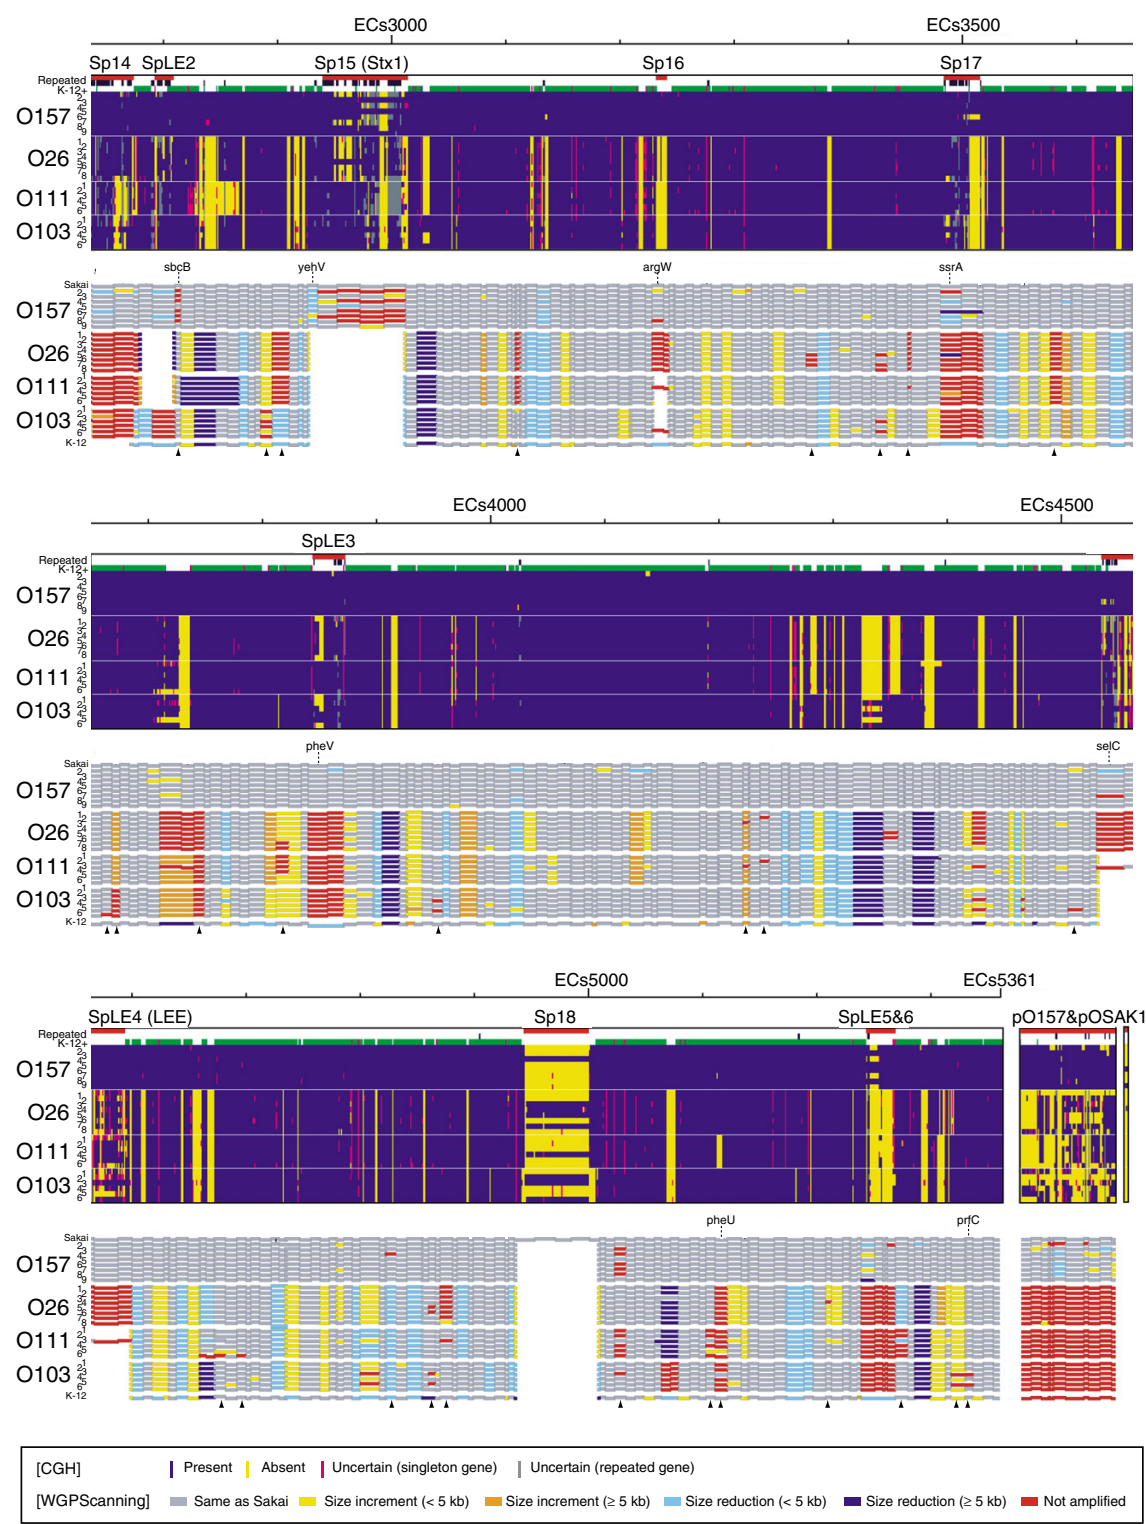 ECs3000 ECs3500
Sp14 SpLE2 Sp15 (Stx1) Sp16 Sp17
Repeated
K-12+
O157
O26
O111
O103
sbcB yehV argW ssrA
Sakai
O157
O26
O111
O103
K-12
ECs4000 ECs4500
SpLE3
Repeated
K-12+
O157
O26
O111
O103
pheV selC
Sakai
O157
O26
O111
O103
K-12
ECs5000 ECs5361
SpLE4 (LEE) Sp18 SpLE5&6 pO157&pOSAK1
Repeated
K-12+
O157
O26
O111
O103
pheU prfC
Sakai
O157
O26
O111
O103
K-12
[CGH] Present Absent Uncertain (singleton gene) Uncertain (repeated gene)
[WGPScanning] Same as Sakai Size increment (< 5 kb) Size increment (≥ 5 kb) Size reduction (< 5 kb) Size reduction (≥ 5 kb) Not amplified